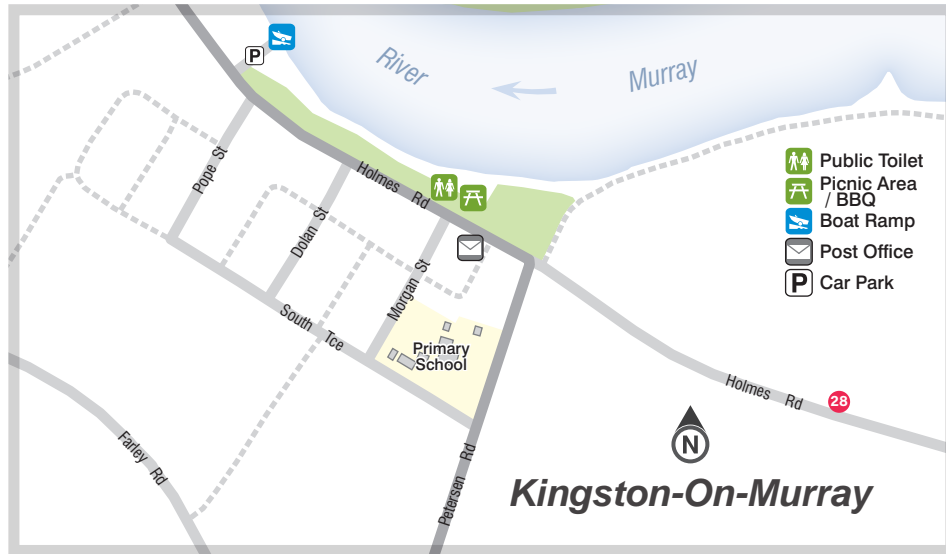 P
River
Murray
Pope St
Holmes Rd
Dolan St
Morgan St
South Tce
Primary
School
Farley Rd
Petersen Rd
Holmes Rd
28
N
Kingston-On-Murray
Public Toilet
Picnic Area
/ BBQ
Boat Ramp
Post Office
P Car Park